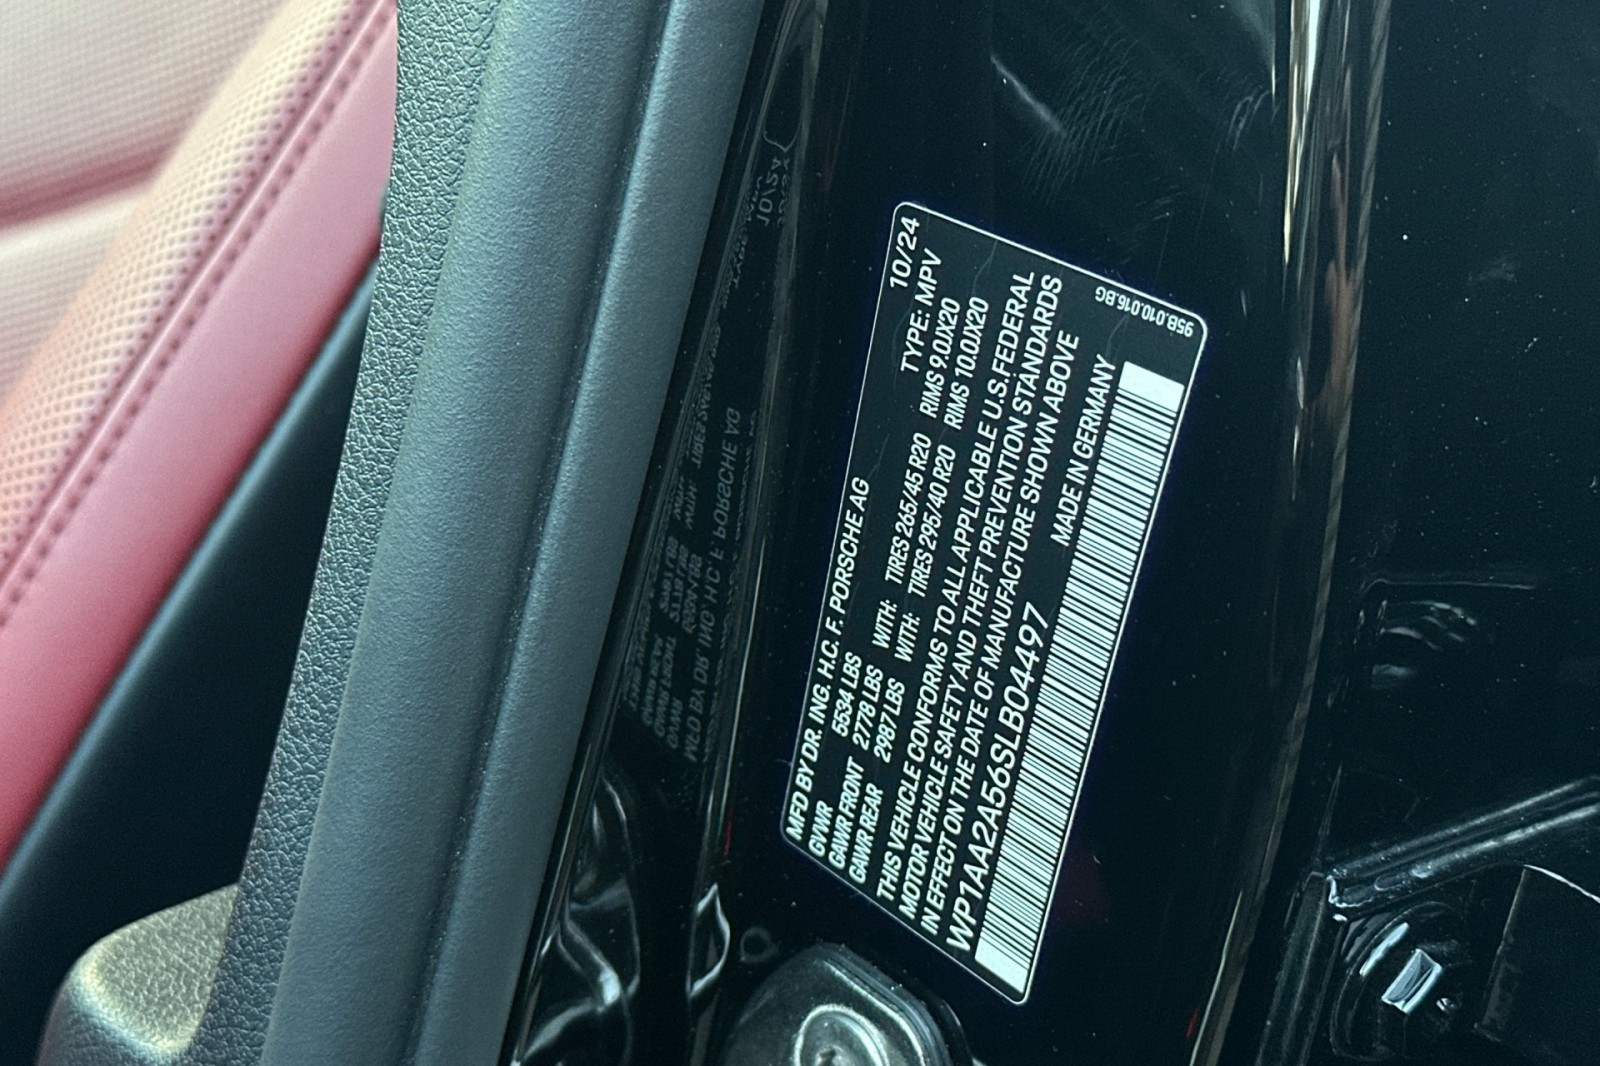 MFD BY DR. ING. H.C. F. PORSCHE AG 10/24
GVWR 5534 LBS TYPE: MPV
GAWR FRONT 2778 LBS WITH: TIRES 265/45 R20 RIMS 9.0JX20
GAWR REAR 2987 LBS WITH: TIRES 295/40 R20 RIMS 10.0JX20
THIS VEHICLE CONFORMS TO ALL APPLICABLE U.S.FEDERAL
MOTOR VEHICLE SAFETY AND THEFT PREVENTION STANDARDS
IN EFFECT ON THE DATE OF MANUFACTURE SHOWN ABOVE
WP1AA2A56SLB04497 MADE IN GERMANY
95B.010.016.BG